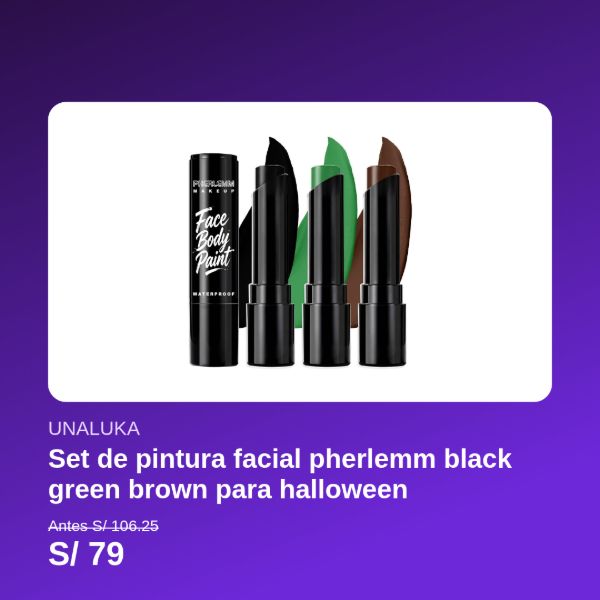 PHERLEMM
MAKEUP
Face
Body
Paint
WATERPROOF
UNALUKA
Set de pintura facial pherlemm black
green brown para halloween
Antes S/ 106.25
S/ 79